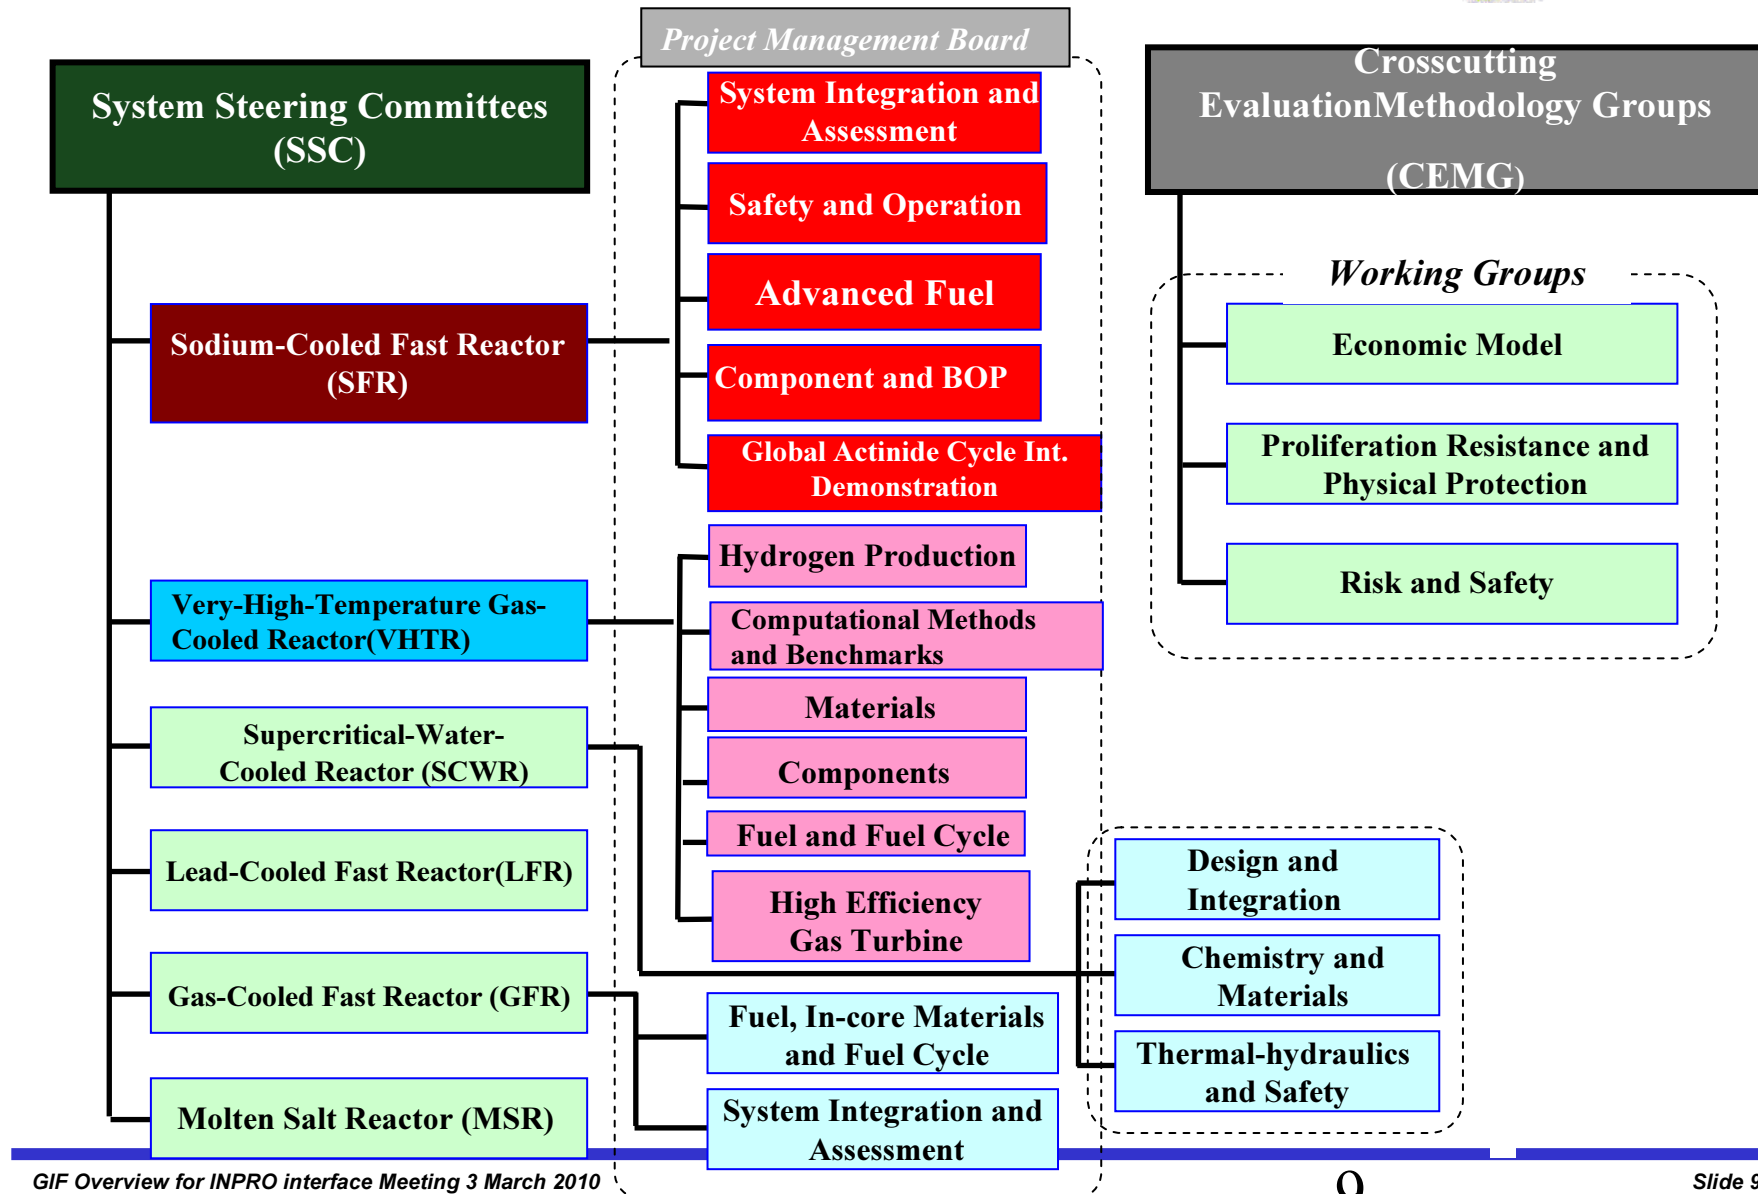 Project Management Board
System Steering Committees
(SSC)
Sodium-Cooled Fast Reactor
(SFR)
Very-High-Temperature Gas-
Cooled Reactor(VHTR)
Supercritical-Water-
Cooled Reactor (SCWR)
Lead-Cooled Fast Reactor(LFR)
Gas-Cooled Fast Reactor (GFR)
Molten Salt Reactor (MSR)
System Integration and
Assessment
Safety and Operation
Advanced Fuel
Component and BOP
Global Actinide Cycle Int.
Demonstration
Hydrogen Production
Computational Methods
and Benchmarks
Materials
Components
Fuel and Fuel Cycle
High Efficiency
Gas Turbine
Fuel, In-core Materials
and Fuel Cycle
System Integration and
Assessment
Crosscutting
EvaluationMethodology Groups
(CEMG)
Working Groups
Economic Model
Proliferation Resistance and
Physical Protection
Risk and Safety
Design and
Integration
Chemistry and
Materials
Thermal-hydraulics
and Safety
GIF Overview for INPRO interface Meeting 3 March 2010
9
Slide 9